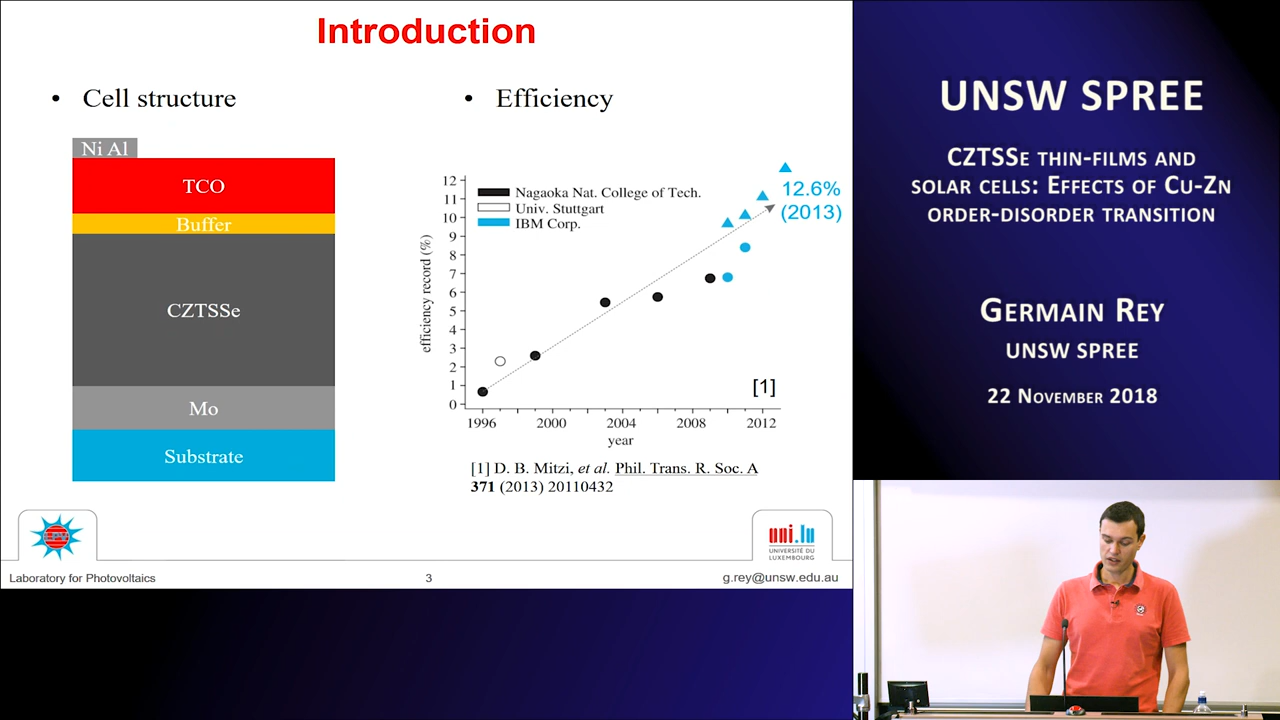 Introduction
• Cell structure
Ni Al
TCO
Buffer
CZTSSe
Mo
Substrate
• Efficiency
12
11
10
9
8
7
6
5
4
3
2
1
0
efficiency record (%)
Nagaoka Nat. College of Tech.
Univ. Stuttgart
IBM Corp.
12.6%
(2013)
[1]
1996 2000 2004 2008 2012
year
[1] D. B. Mitzi, et al. Phil. Trans. R. Soc. A
371 (2013) 20110432
uni.lu
UNIVERSITÉ DU
LUXEMBOURG
Laboratory for Photovoltaics
3
g.rey@unsw.edu.au
UNSW SPREE
CZTSSe THIN-FILMS AND
SOLAR CELLS: EFFECTS OF CU-ZN
ORDER-DISORDER TRANSITION
GERMAIN REY
UNSW SPREE
22 NOVEMBER 2018